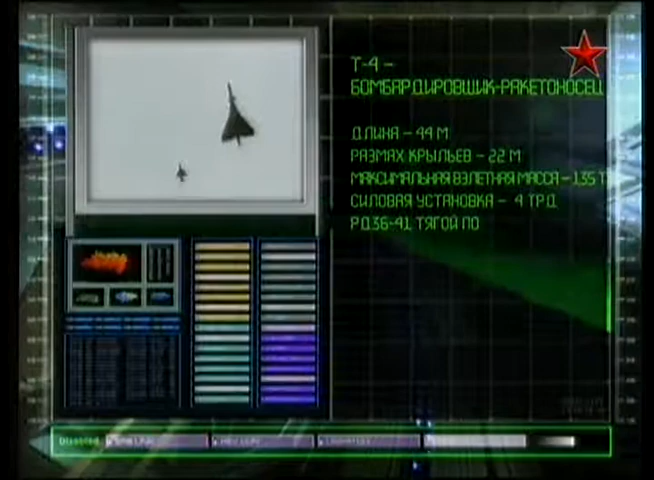 Т-4 –
БОМБАРДИРОВЩИК-РАКЕТОНОСЕЦ
ДЛИНА – 44 М
РАЗМАХ КРЫЛЬЕВ – 22 М
МАКСИМАЛЬНАЯ ВЗЛЕТНАЯ МАССА – 135 Т
СИЛОВАЯ УСТАНОВКА – 4 ТРД
РД36-41 ТЯГОЙ ПО